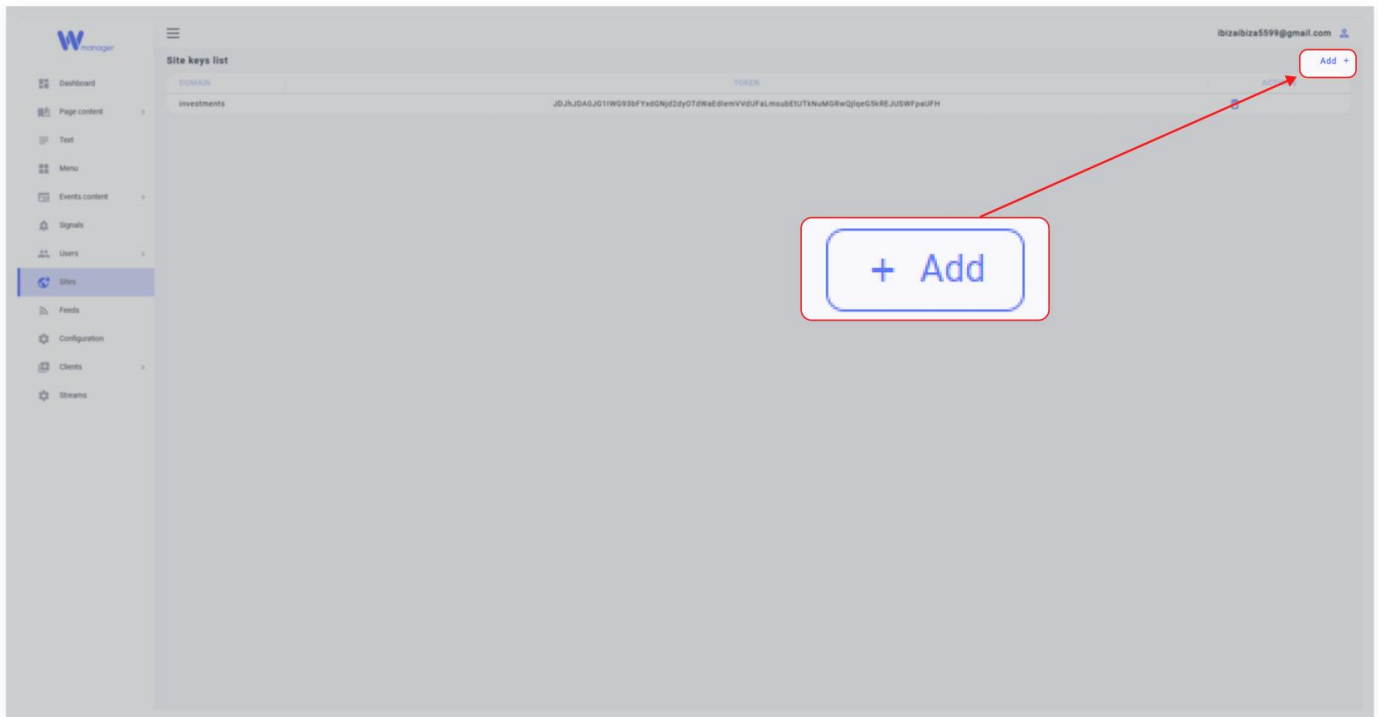 W manager
ibizaibiza5599@gmail.com
Site keys list
Add +
DOMAIN TOKEN
investments
Dashboard
Page content
Text
Menu
Events content
Signals
Users
Sites
Feeds
Configuration
Clients
Streams
+ Add